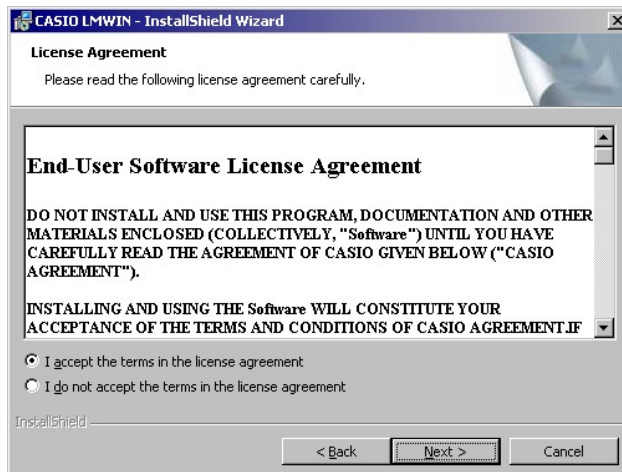 CASIO LMWIN - InstallShield Wizard
License Agreement
Please read the following license agreement carefully.
End-User Software License Agreement
DO NOT INSTALL AND USE THIS PROGRAM, DOCUMENTATION AND OTHER
MATERIALS ENCLOSED (COLLECTIVELY, "Software") UNTIL YOU HAVE
CAREFULLY READ THE AGREEMENT OF CASIO GIVEN BELOW ("CASIO
AGREEMENT").
INSTALLING AND USING THE Software WILL CONSTITUTE YOUR
ACCEPTANCE OF THE TERMS AND CONDITIONS OF CASIO AGREEMENT.IF
I accept the terms in the license agreement
I do not accept the terms in the license agreement
InstallShield
< Back Next > Cancel